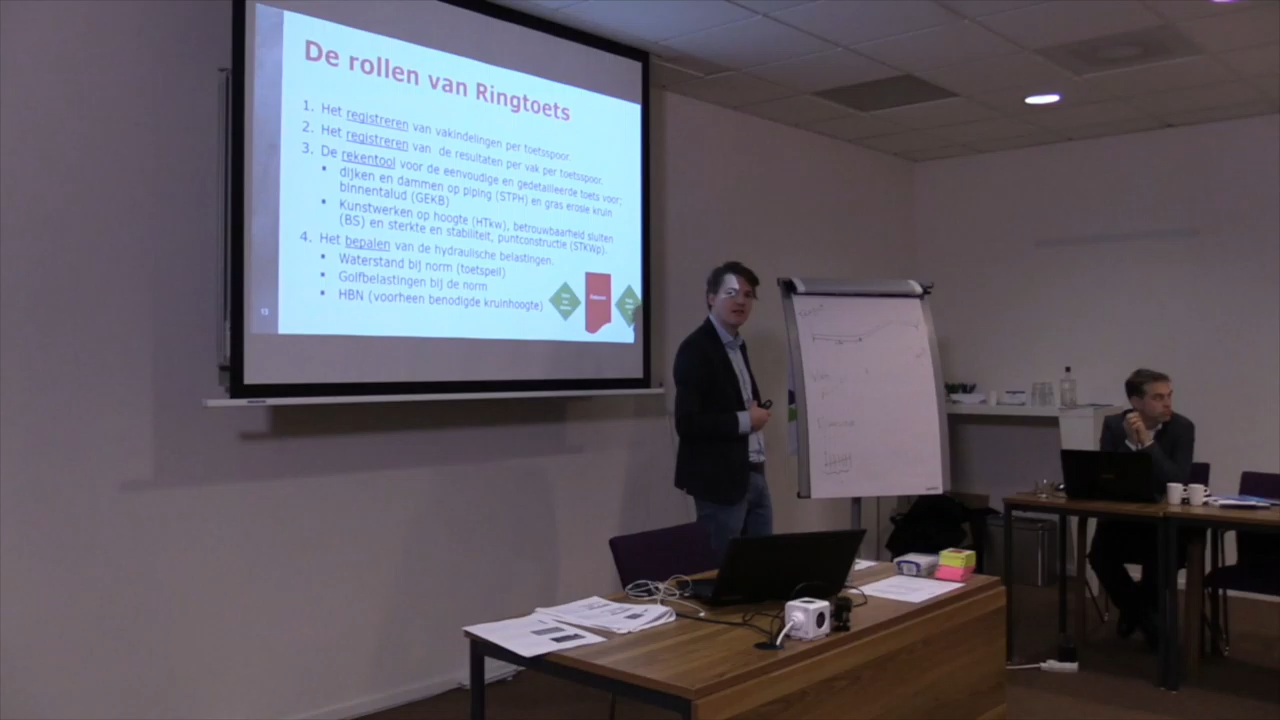 De rollen van Ringtoets
1. Het registreren van vakindelingen per toetsspoor.
2. Het registreren van de resultaten per vak per toetsspoor.
3. De rekentool voor de eenvoudige en gedetailleerde toets voor;
▪ dijken en dammen op piping (STPH) en gras erosie kruin
binnentalud (GEKB)
▪ Kunstwerken op hoogte (HTkw), betrouwbaarheid sluiten
(BS) en sterkte en stabiliteit, puntconstructie (STKWp).
4. Het bepalen van de hydraulische belastingen.
▪ Waterstand bij norm (toetspeil)
▪ Golfbelastingen bij de norm
▪ HBN (voorheen benodigde kruinhoogte)
13